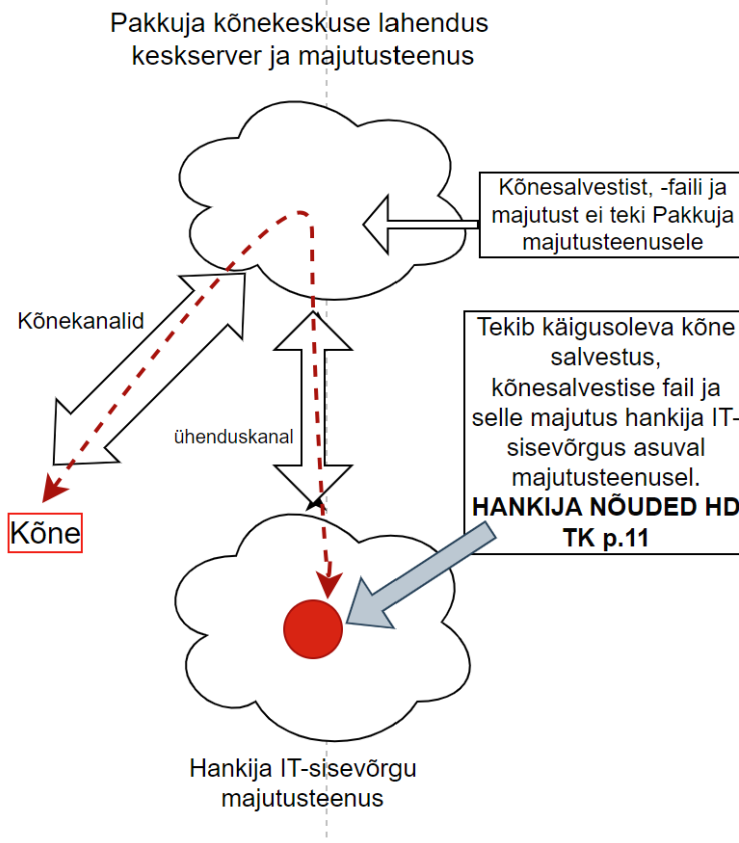 Pakkuja kõnekeskuse lahendus
keskserver ja majutusteenus
Kõnesalvestist, -faili ja
majutust ei teki Pakkuja
majutusteenusele
Kõnekanalid
Tekib käigusoleva kõne
salvestus,
kõnesalvestise fail ja
selle majutus hankija IT-
sisevõrgus asuval
majutusteenusel.
HANKIJA NÕUDED HD
TK p.11
ühenduskanal
Kõne
Hankija IT-sisevõrgu
majutusteenus